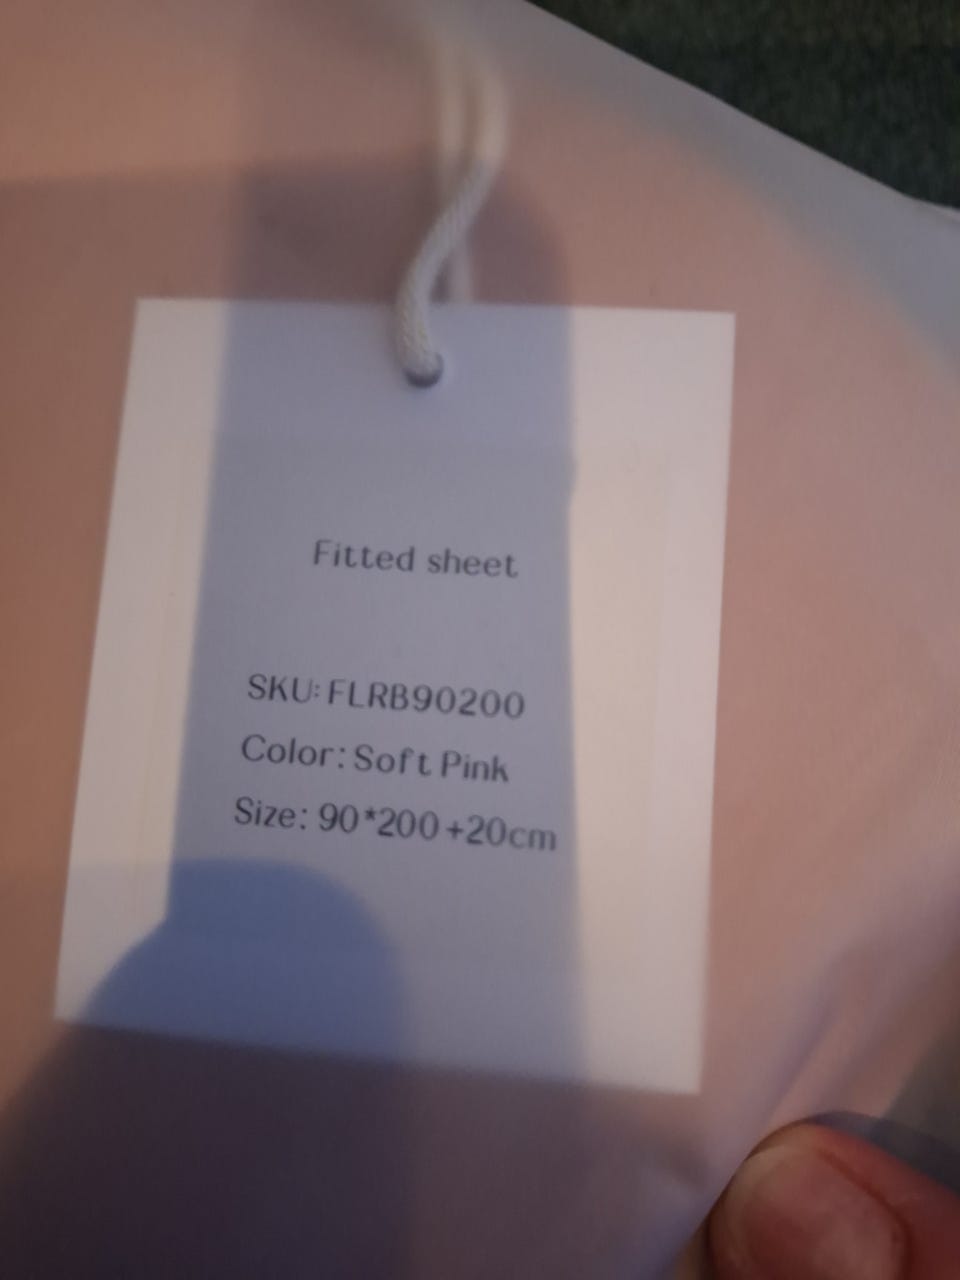 Fitted sheet
SKU: FLRB90200
Color: Soft Pink
Size: 90*200+20cm